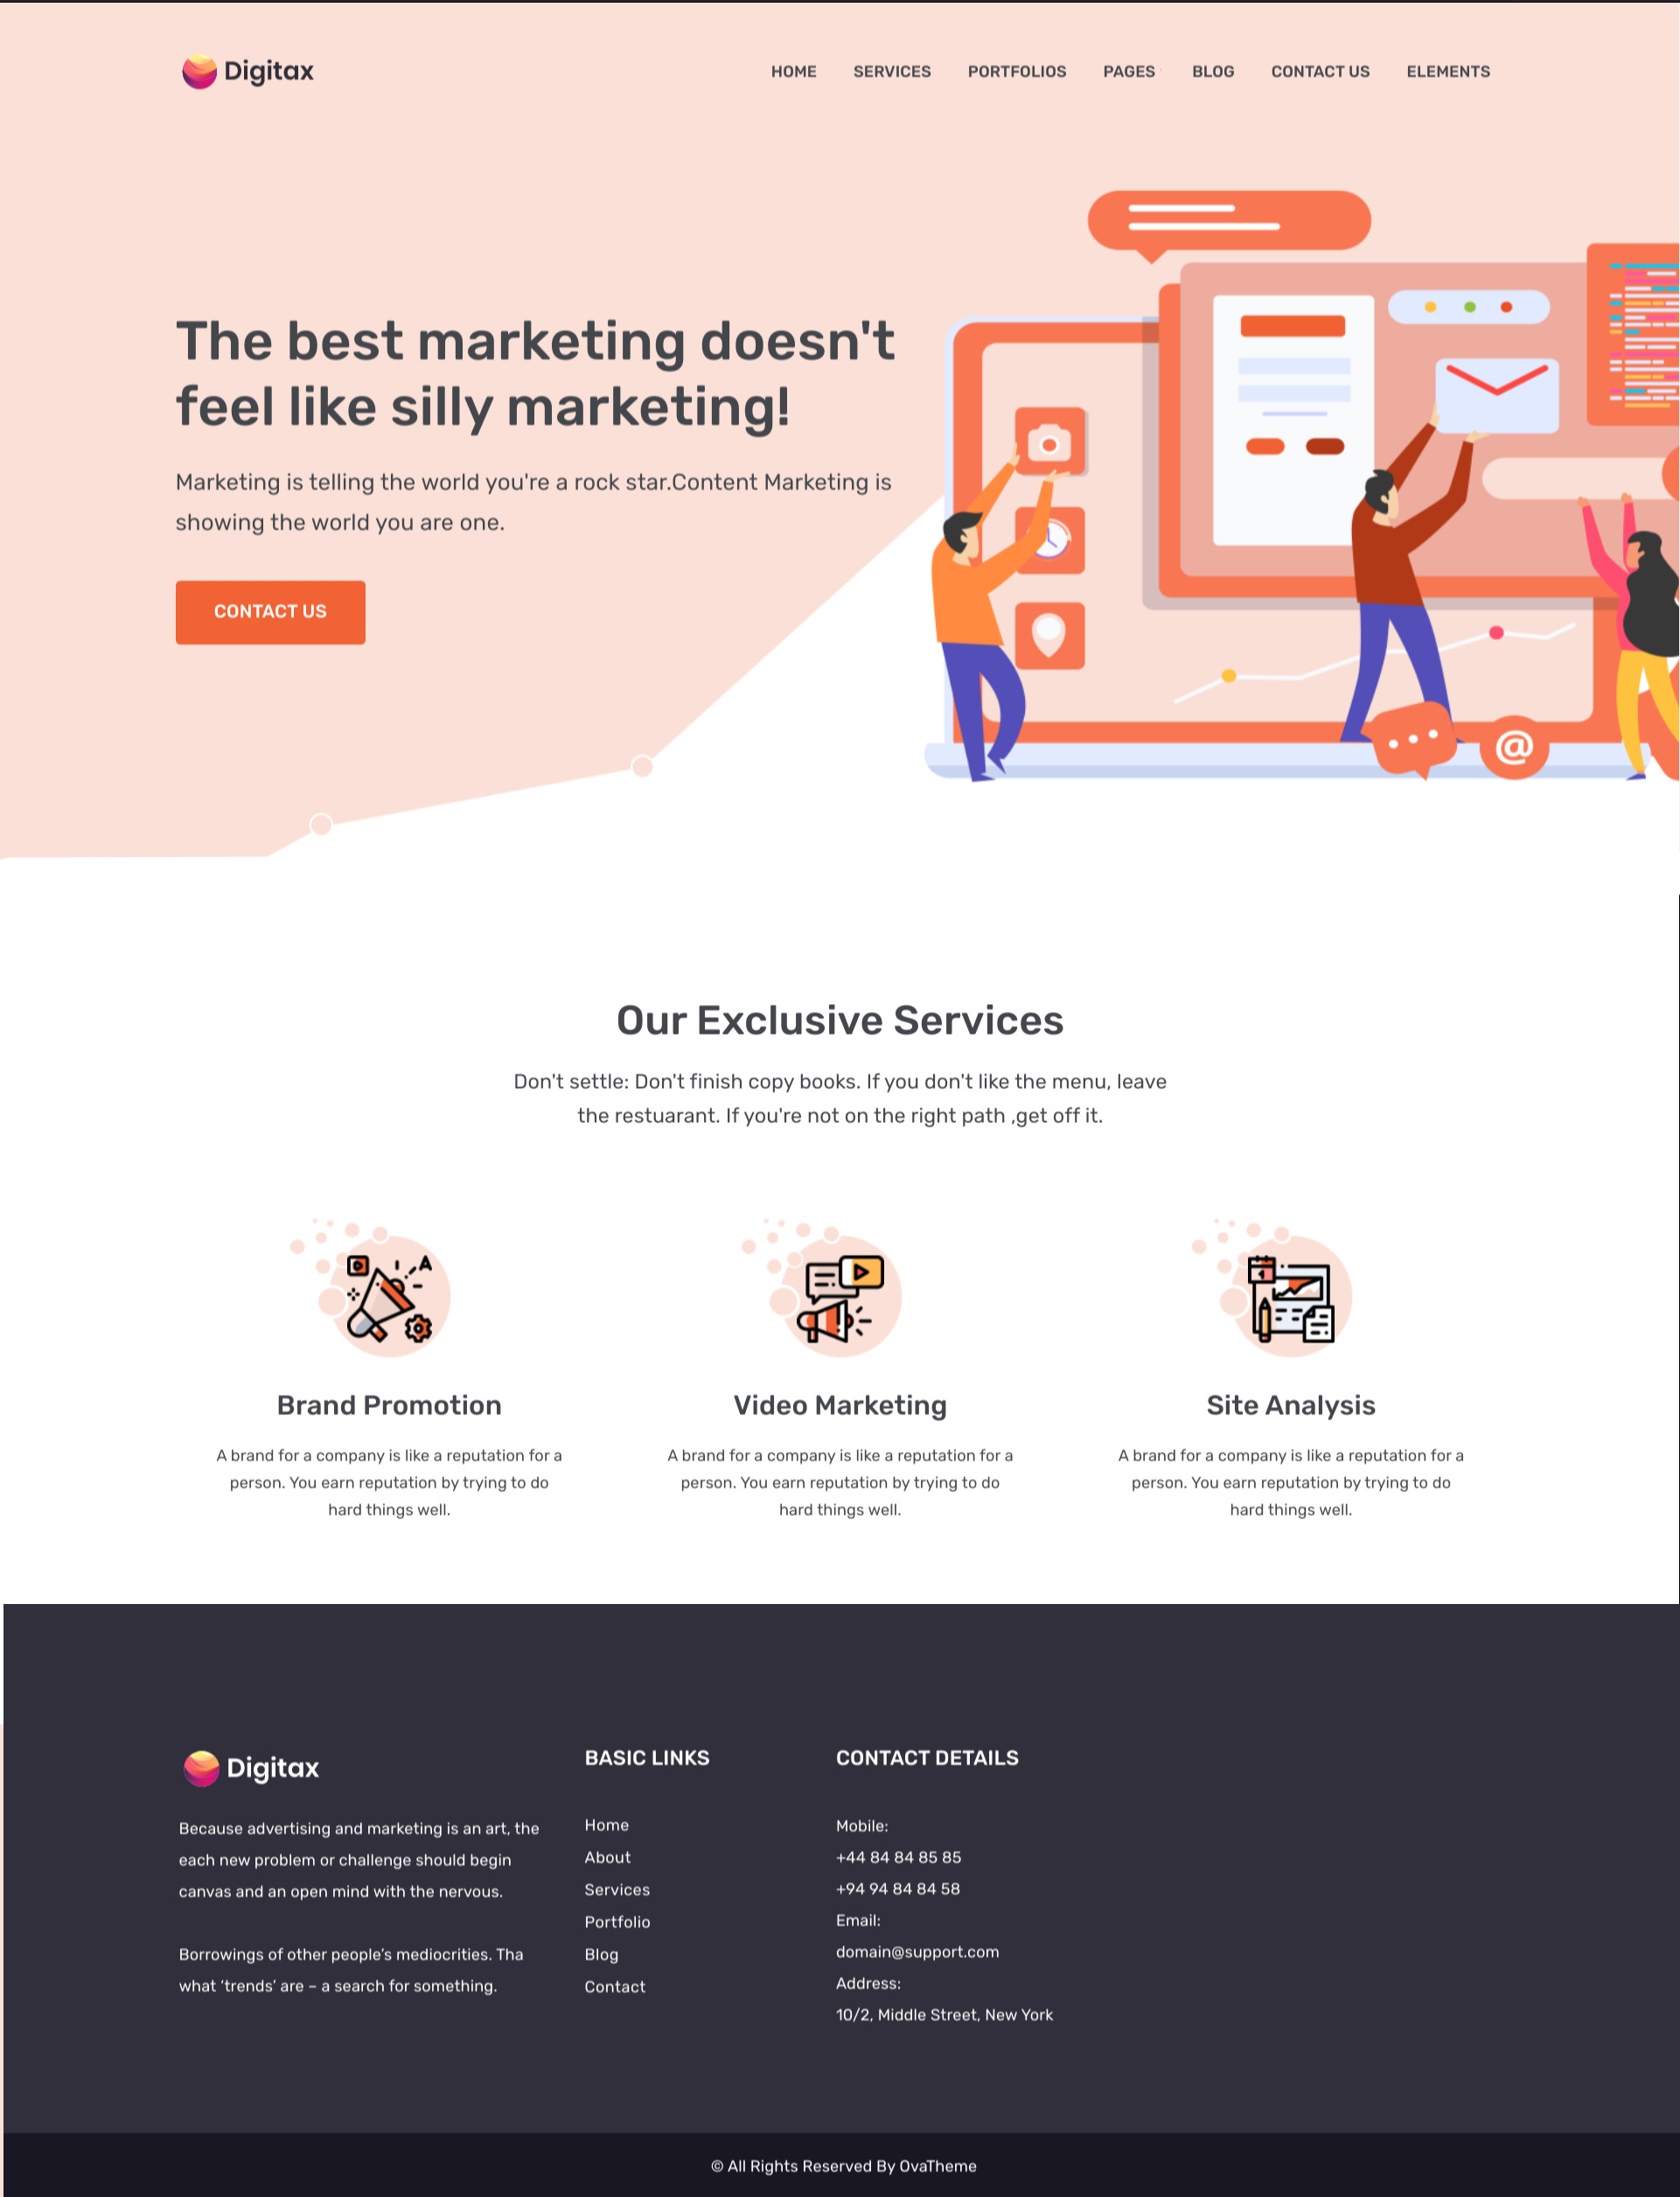 Digitax
HOME SERVICES PORTFOLIOS PAGES BLOG CONTACT US ELEMENTS
The best marketing doesn't
feel like silly marketing!
Marketing is telling the world you're a rock star.Content Marketing is
showing the world you are one.
CONTACT US
@
Our Exclusive Services
Don't settle: Don't finish copy books. If you don't like the menu, leave
the restuarant. If you're not on the right path ,get off it.
A
Brand Promotion
A brand for a company is like a reputation for a
person. You earn reputation by trying to do
hard things well.
Video Marketing
A brand for a company is like a reputation for a
person. You earn reputation by trying to do
hard things well.
Site Analysis
A brand for a company is like a reputation for a
person. You earn reputation by trying to do
hard things well.
Digitax
Because advertising and marketing is an art, the
each new problem or challenge should begin
canvas and an open mind with the nervous.
Borrowings of other people’s mediocrities. Tha
what ‘trends’ are – a search for something.
BASIC LINKS
Home
About
Services
Portfolio
Blog
Contact
CONTACT DETAILS
Mobile:
+44 84 84 85 85
+94 94 84 84 58
Email:
domain@support.com
Address:
10/2, Middle Street, New York
© All Rights Reserved By OvaTheme